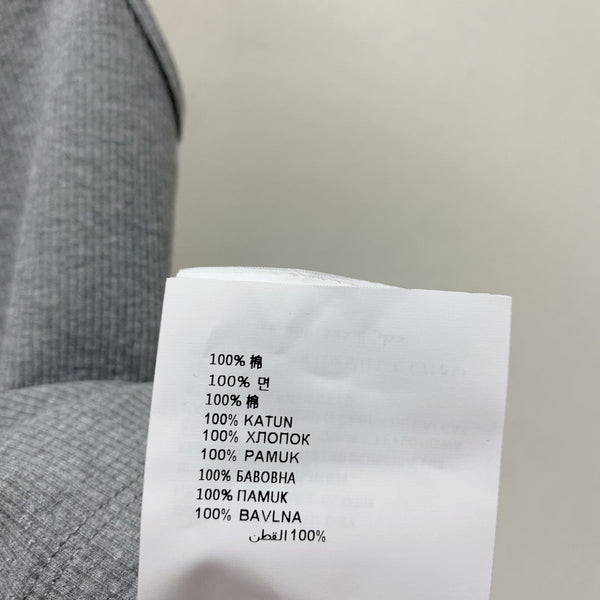 100% 棉
100% 면
100% 棉
100% KATUN
100% ХЛОПОК
100% PAMUK
100% БАВОВНА
100% ПАМUK
100% BAVLNA
100% القطن